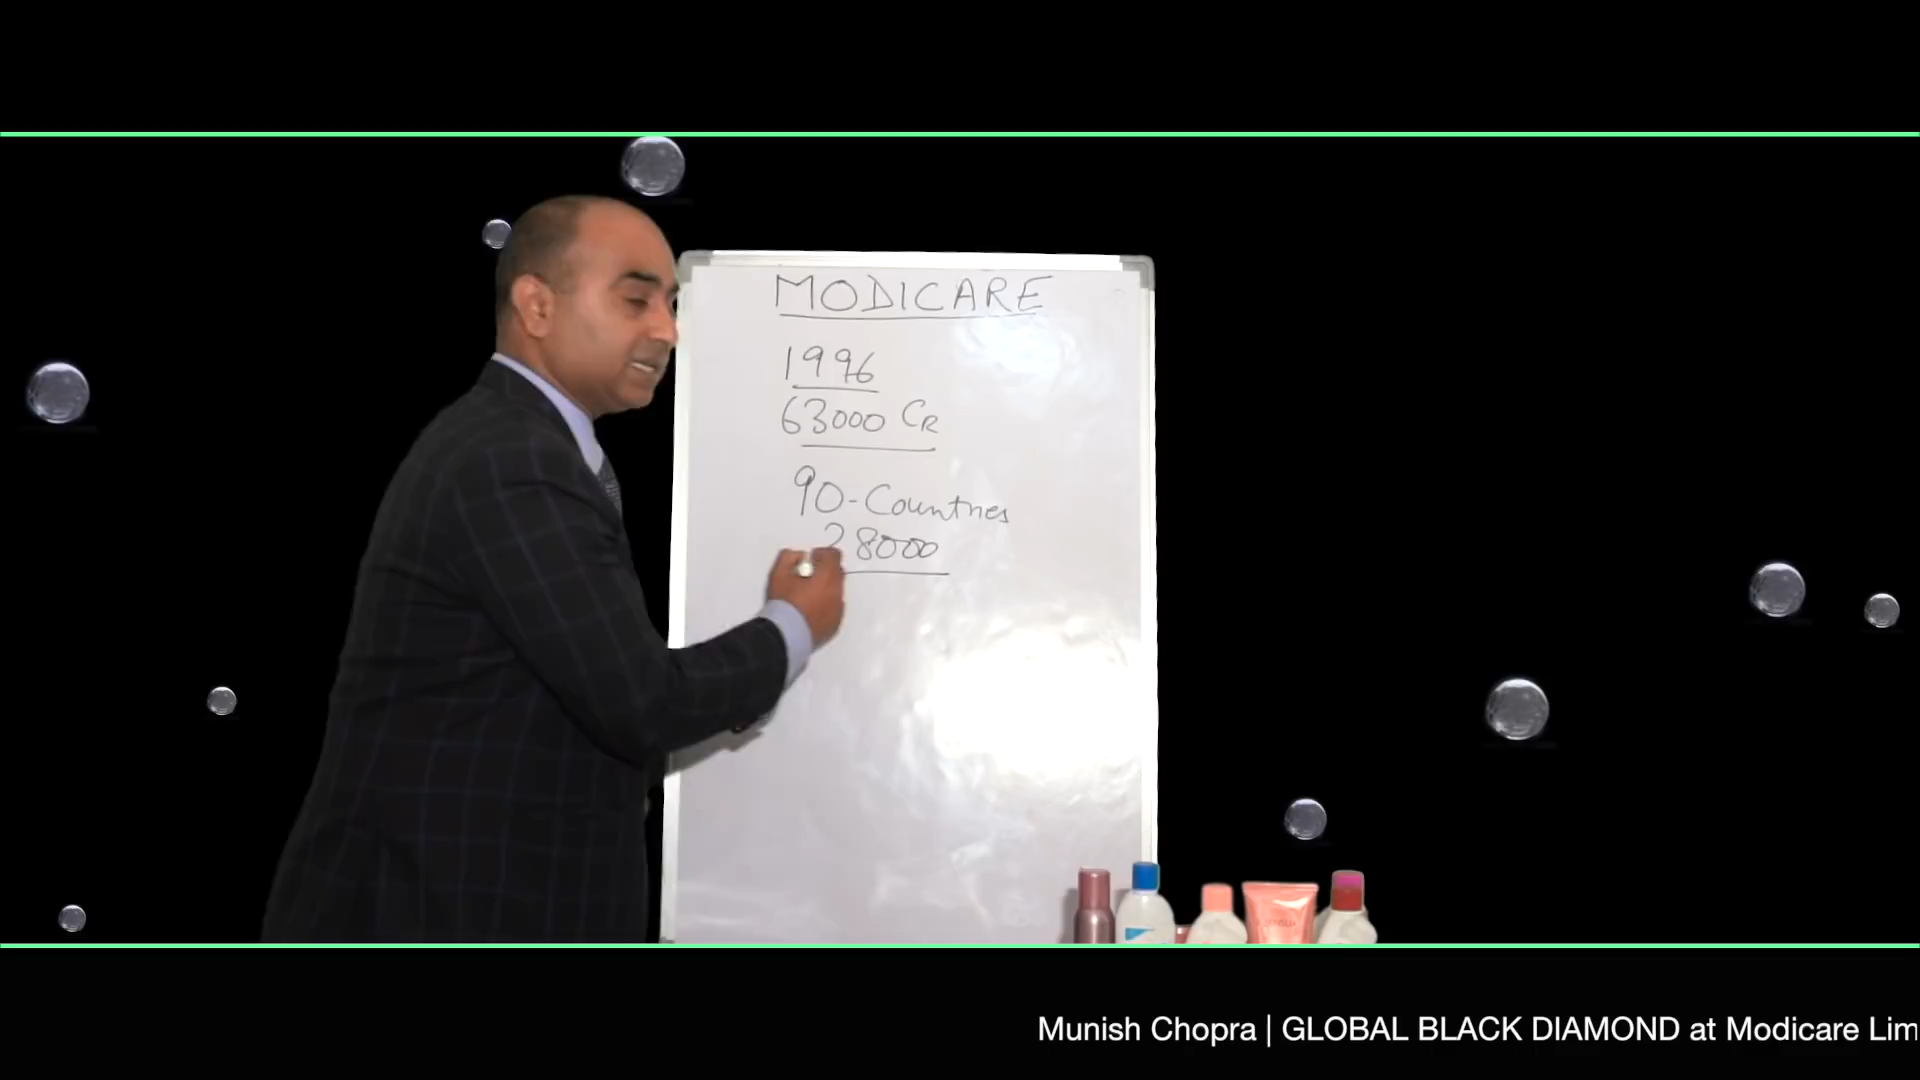 MODICARE
1996
63000 CR
90-Countries
28000
Munish Chopra | GLOBAL BLACK DIAMOND at Modicare Lim